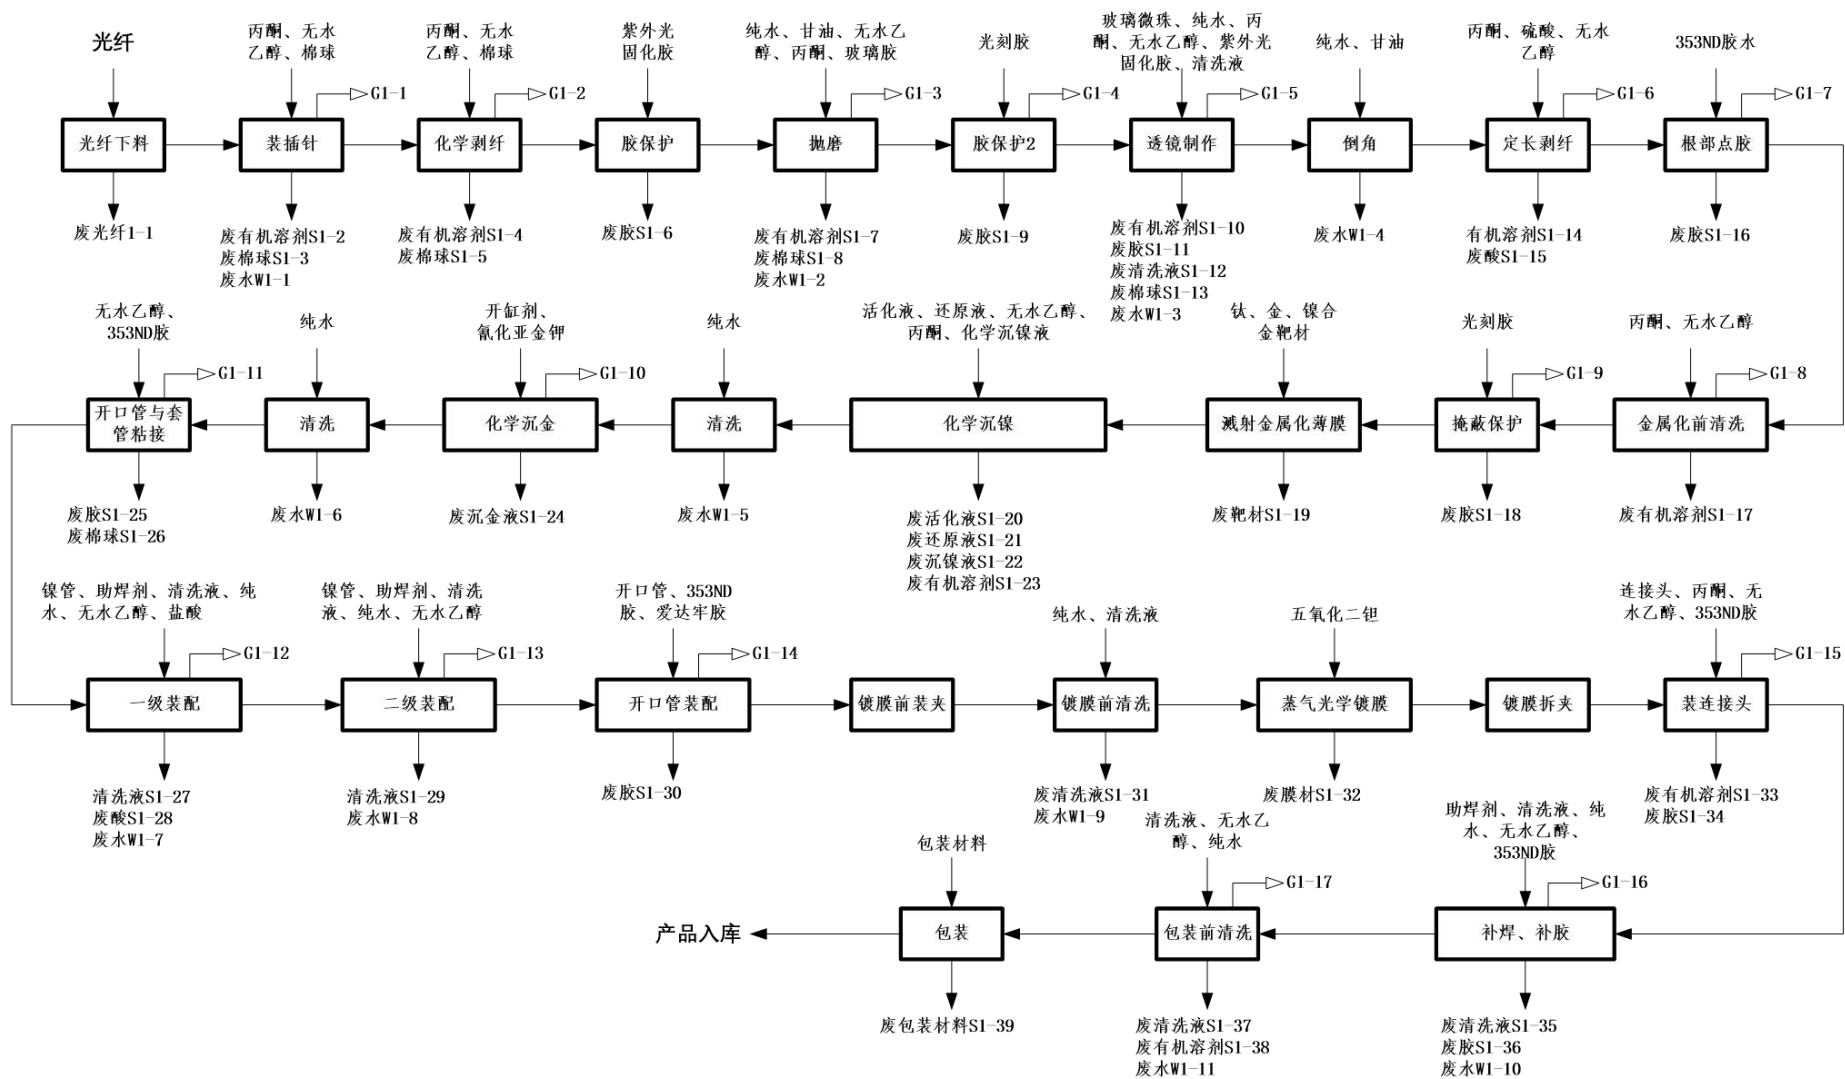 光纤
丙酮、无水
乙醇、棉球
丙酮、无水
乙醇、棉球
紫外光
固化胶
纯水、甘油、无水乙
醇、丙酮、玻璃胶
光刻胶
玻璃微珠、纯水、丙
酮、无水乙醇、紫外光
固化胶、清洗液
纯水、甘油
丙酮、硫酸、无水
乙醇
353ND胶水
G1-1
G1-2
G1-3
G1-4
G1-5
G1-6
G1-7
光纤下料
装插针
化学剥纤
胶保护
抛磨
胶保护2
透镜制作
倒角
定长剥纤
根部点胶
废光纤1-1
废有机溶剂S1-2
废棉球S1-3
废水W1-1
废有机溶剂S1-4
废棉球S1-5
废胶S1-6
废有机溶剂S1-7
废棉球S1-8
废水W1-2
废胶S1-9
废有机溶剂S1-10
废胶S1-11
废清洗液S1-12
废棉球S1-13
废水W1-3
废水W1-4
有机溶剂S1-14
废酸S1-15
废胶S1-16
无水乙醇、
353ND胶
纯水
开缸剂、
氰化亚金钾
纯水
活化液、还原液、无水乙醇、
丙酮、化学沉镍液
钛、金、镍合
金靶材
光刻胶
丙酮、无水乙醇
G1-11
G1-10
G1-9
G1-8
开口管与套
管粘接
清洗
化学沉金
清洗
化学沉镍
溅射金属化薄膜
掩蔽保护
金属化前清洗
废胶S1-25
废棉球S1-26
废水W1-6
废沉金液S1-24
废水W1-5
废活化液S1-20
废还原液S1-21
废沉镍液S1-22
废有机溶剂S1-23
废靶材S1-19
废胶S1-18
废有机溶剂S1-17
镍管、助焊剂、清洗液、纯
水、无水乙醇、盐酸
镍管、助焊剂、清洗
液、纯水、无水乙醇
开口管、353ND
胶、爱达牢胶
纯水、清洗液
五氧化二钽
连接头、丙酮、无
水乙醇、353ND胶
G1-12
G1-13
G1-14
G1-15
一级装配
二级装配
开口管装配
镀膜前装夹
镀膜前清洗
蒸气光学镀膜
镀膜拆夹
装连接头
清洗液S1-27
废酸S1-28
废水W1-7
清洗液S1-29
废水W1-8
废胶S1-30
废清洗液S1-31
废水W1-9
废膜材S1-32
废有机溶剂S1-33
废胶S1-34
包装材料
清洗液、无水乙
醇、纯水
助焊剂、清洗液、纯
水、无水乙醇、
353ND胶
G1-17
G1-16
产品入库
包装
包装前清洗
补焊、补胶
废包装材料S1-39
废清洗液S1-37
废有机溶剂S1-38
废水W1-11
废清洗液S1-35
废胶S1-36
废水W1-10